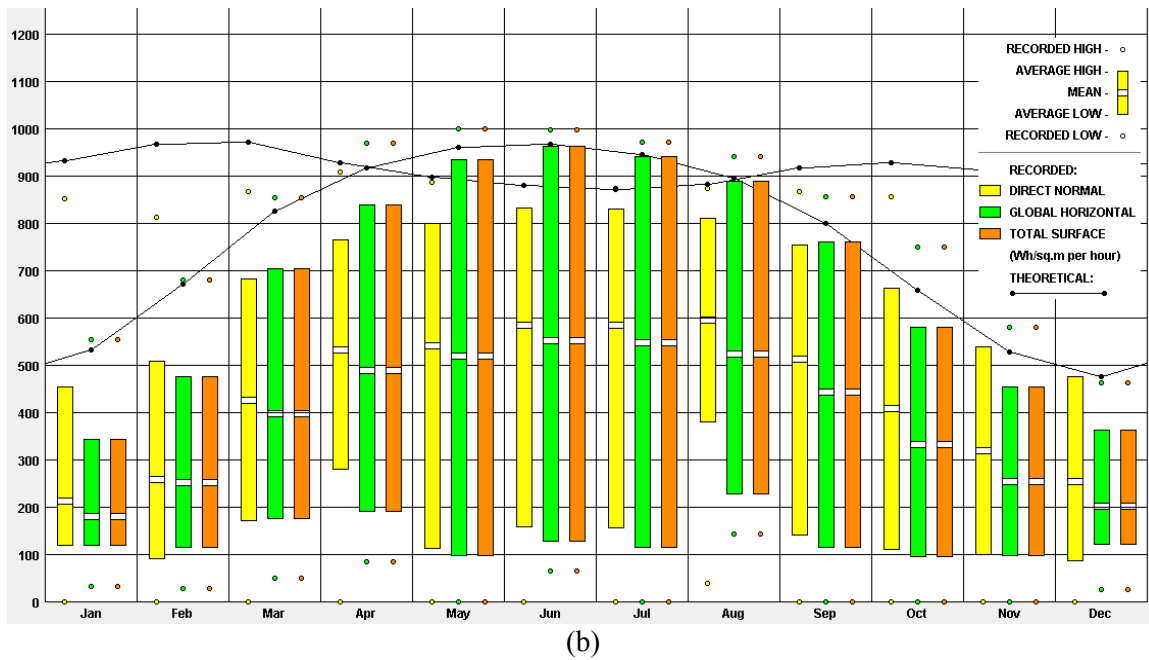 1200
1100
1000
900
800
700
600
500
400
300
200
100
0
RECORDED HIGH -
AVERAGE HIGH -
MEAN -
AVERAGE LOW -
RECORDED LOW -
RECORDED:
DIRECT NORMAL
GLOBAL HORIZONTAL
TOTAL SURFACE
(Wh/sq.m per hour)
THEORETICAL:
Jan Feb Mar Apr May Jun Jul Aug Sep Oct Nov Dec
(b)